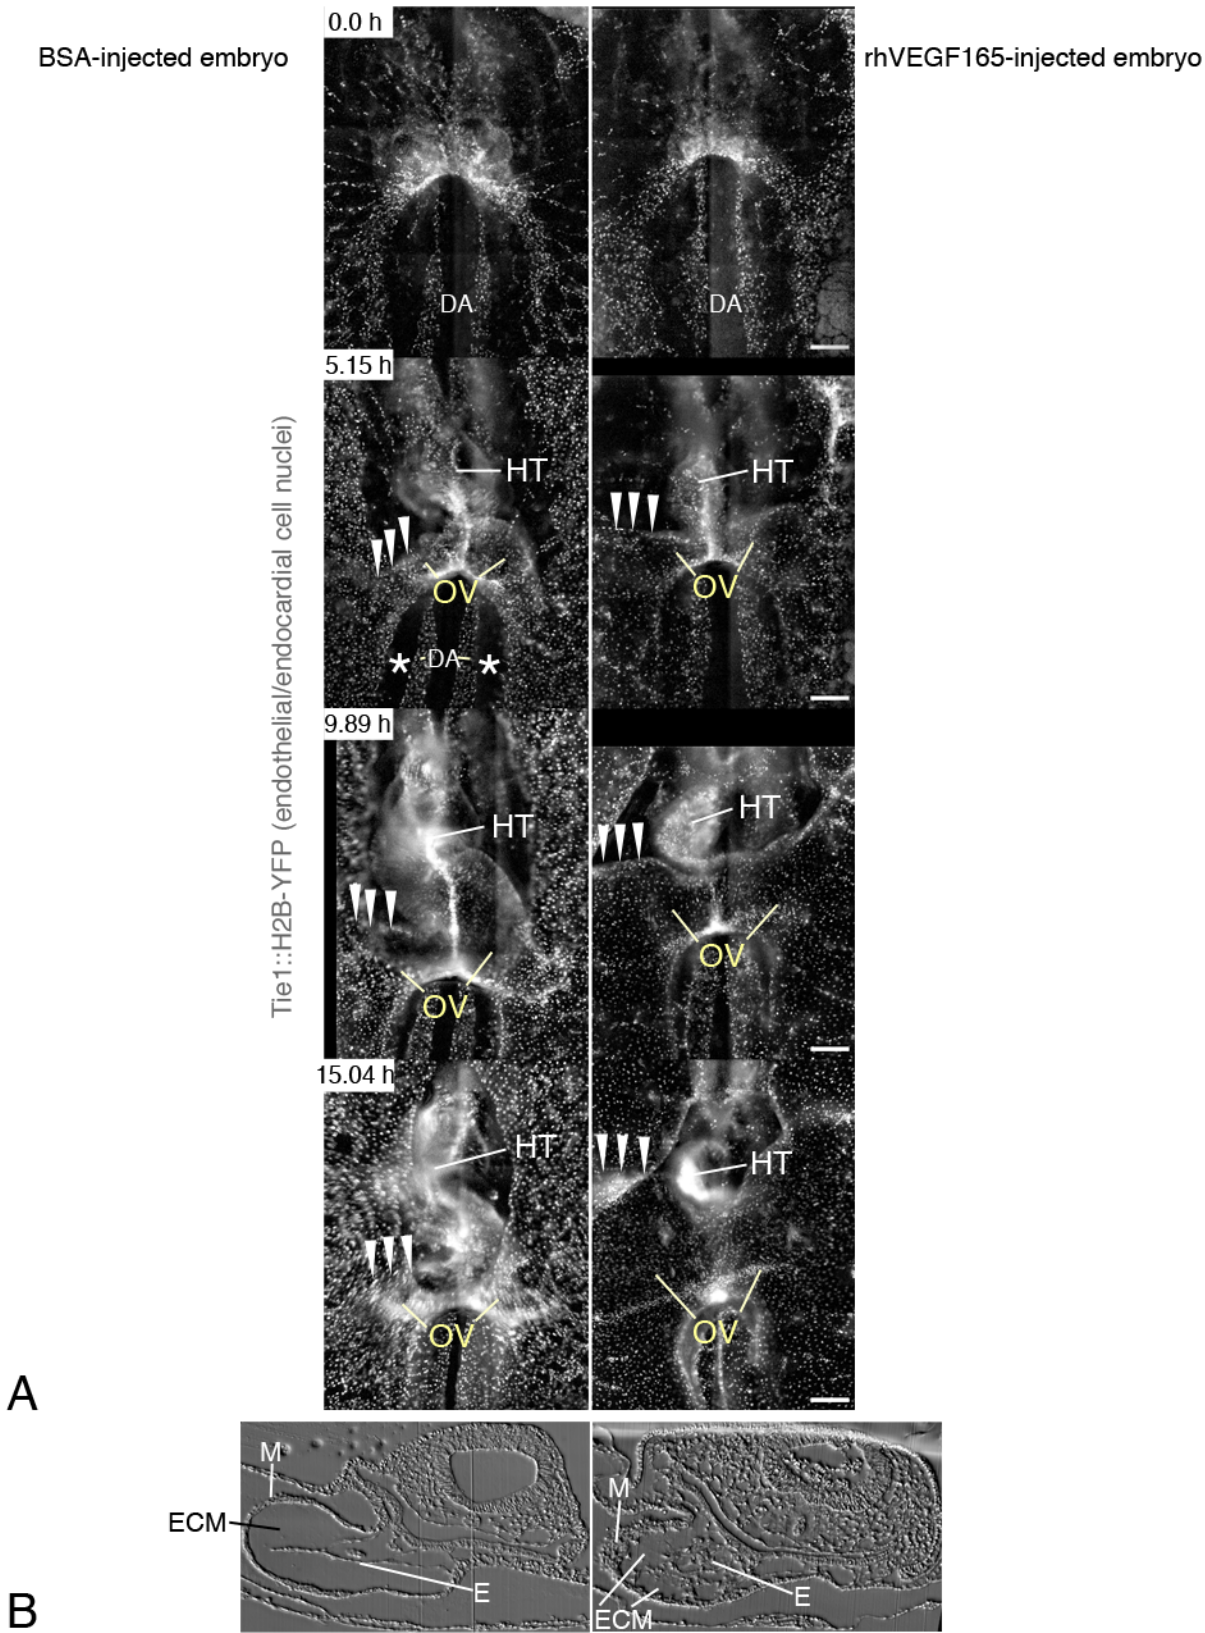 0.0 h
BSA-injected embryo
rhVEGF165-injected embryo
DA
DA
5.15 h
HT
HT
OV
OV
* DA *
9.89 h
HT
HT
OV
OV
15.04 h
HT
HT
OV
OV
Tie1::H2B-YFP (endothelial/endocardial cell nuclei)
A
M
M
ECM
E
E
ECM
B